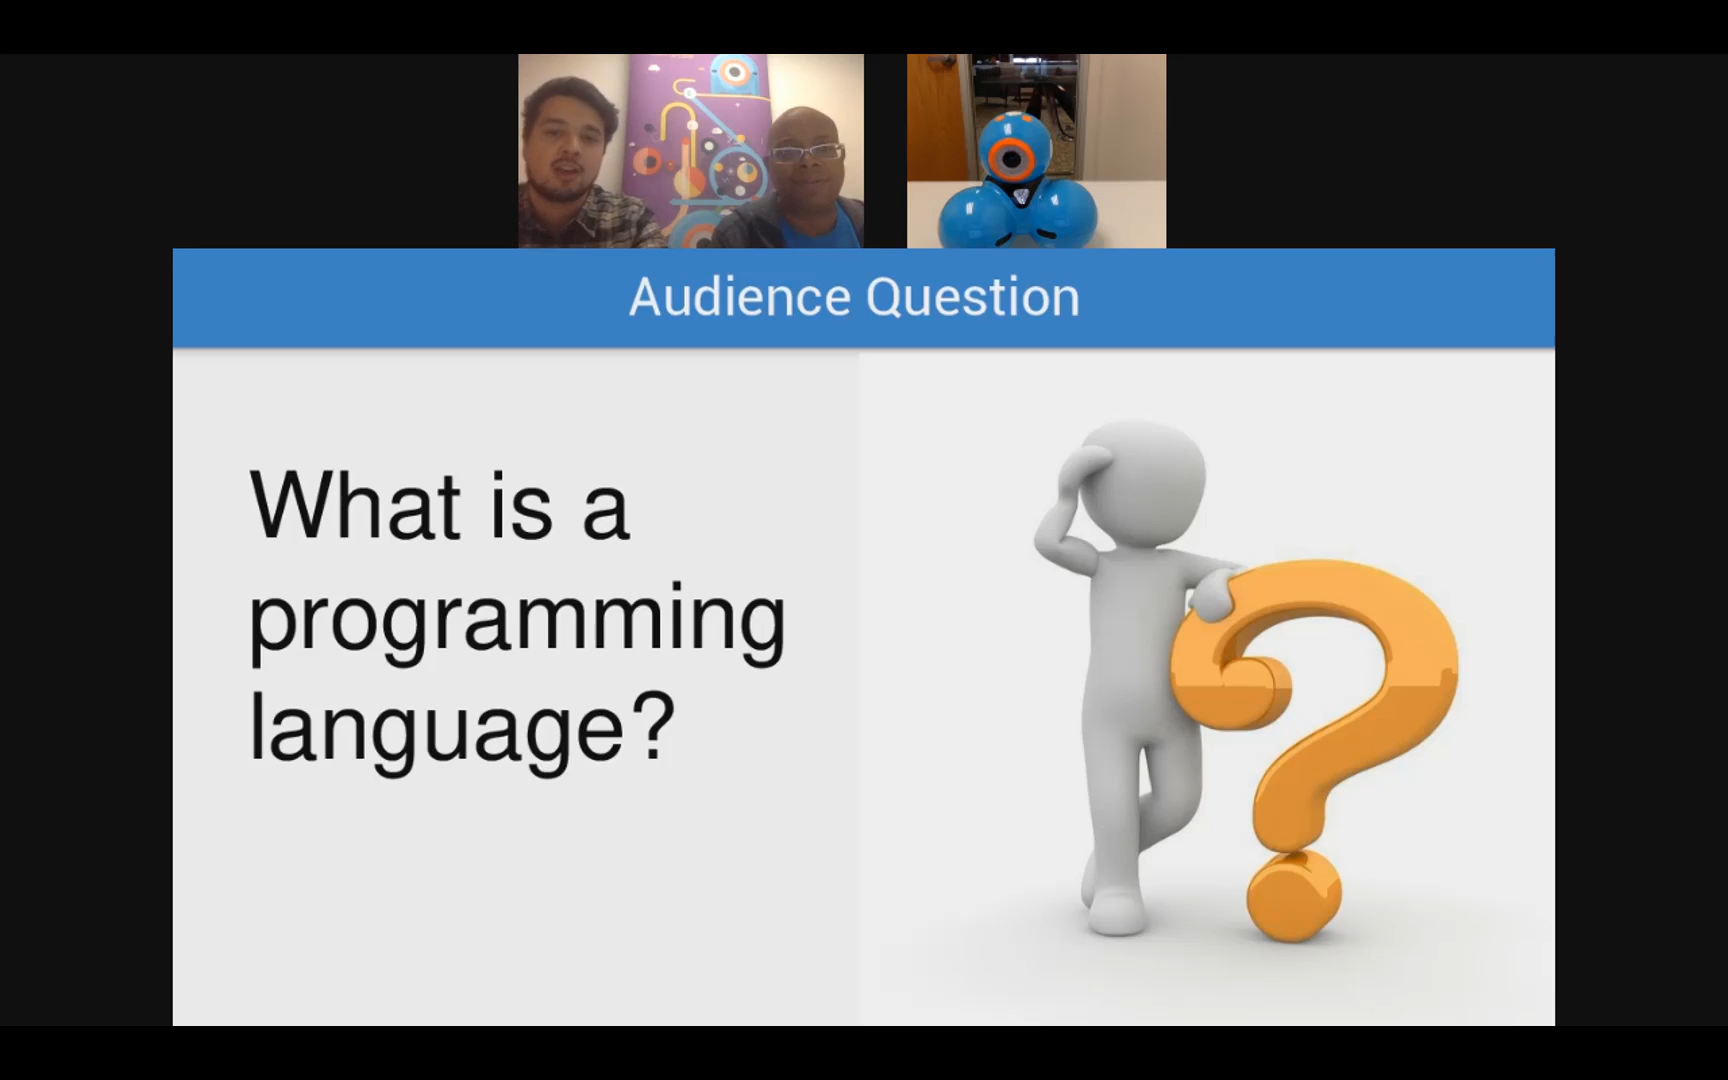 Audience Question
What is a
programming
language?